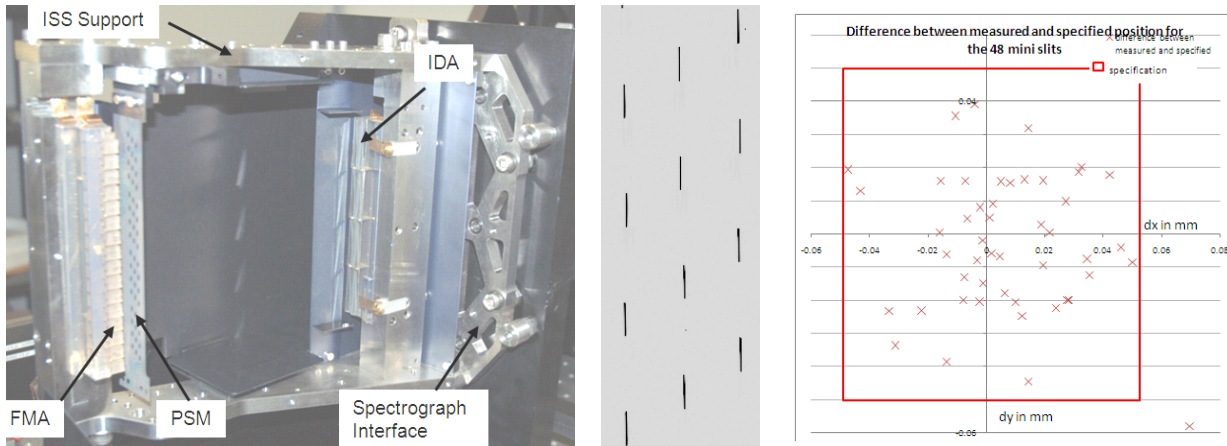 ISS Support
IDA
FMA
PSM
Spectrograph
Interface
Difference between measured and specified position for
the 48 mini slits
difference between
measured and specified
specification
0.04
dx in mm
-0.06
-0.04
-0.02
0.00
0.02
0.04
0.06
0.08
dy in mm
-0.06